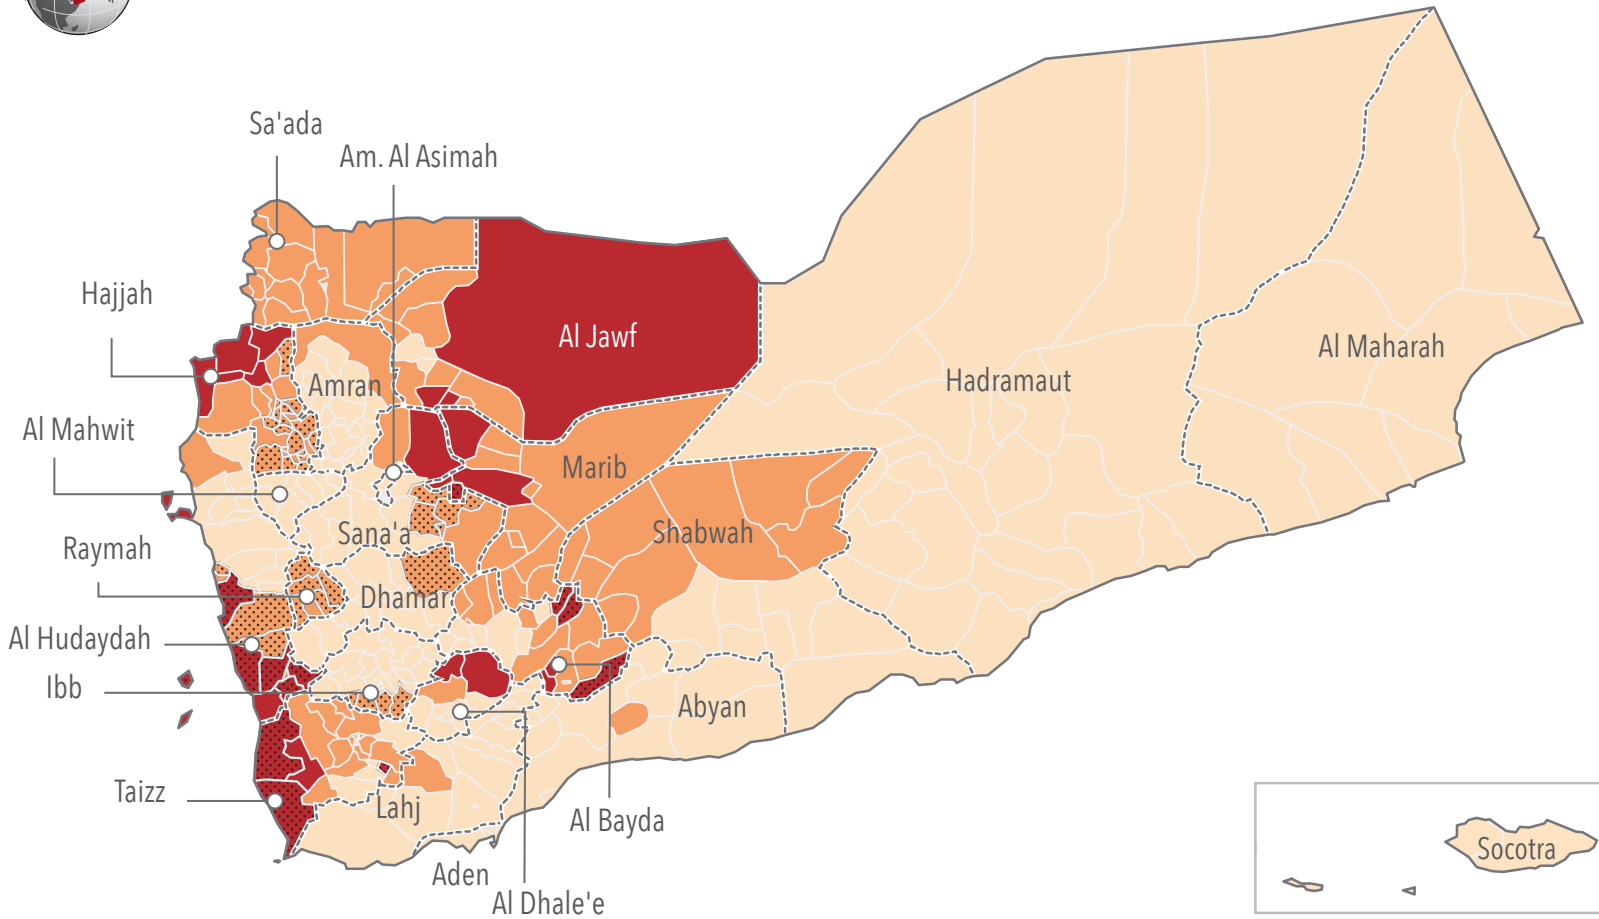 Sa'ada
Am. Al Asimah
Hajjah
Al Jawf
Al Maharah
Hadramaut
Amran
Al Mahwit
Marib
Shabwah
Sana'a
Raymah
Dhamar
Al Hudaydah
Ibb
Abyan
Taizz
Lahj
Al Bayda
Socotra
Aden
Al Dhale'e